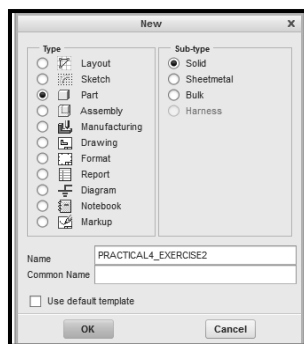 New X
Type
Layout
Sketch
Part
Assembly
Manufacturing
Drawing
Format
Report
Diagram
Notebook
Markup
Sub-type
Solid
Sheetmetal
Bulk
Harness
Name PRACTICAL4_EXERCISE2
Common Name
Use default template
OK Cancel